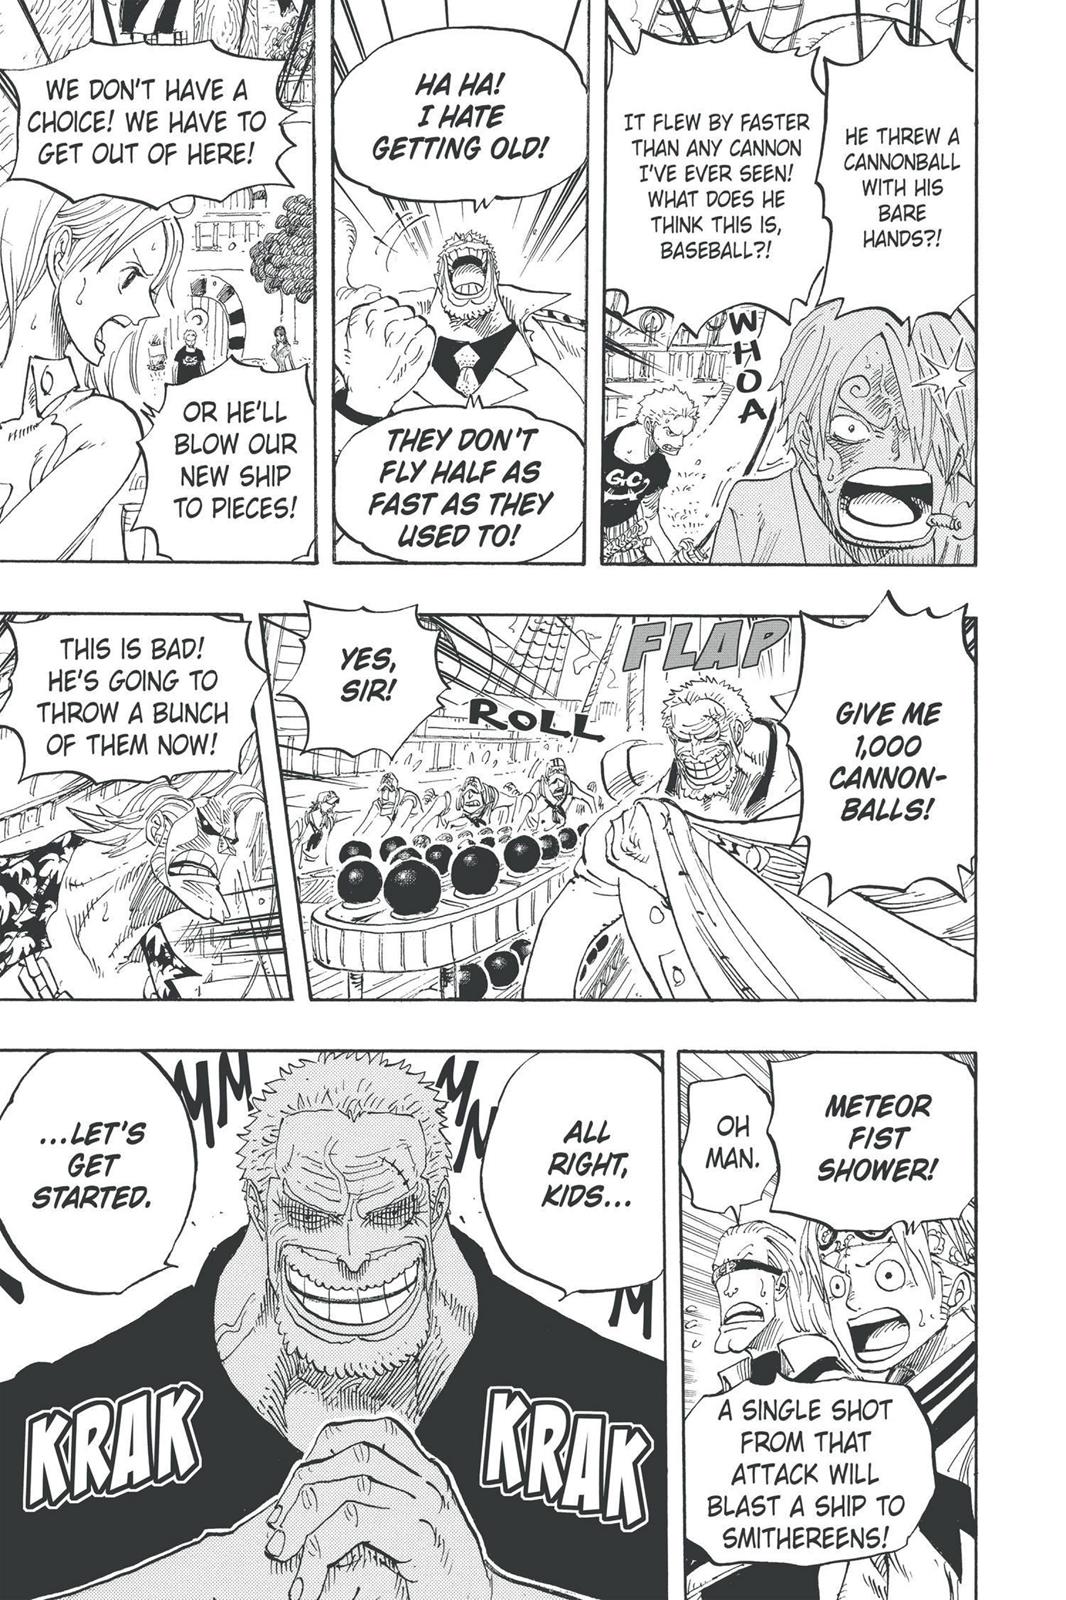 HE THREW A
CANNONBALL
WITH HIS
BARE
HANDS?!
IT FLEW BY FASTER
THAN ANY CANNON
I'VE EVER SEEN!
WHAT DOES HE
THINK THIS IS,
BASEBALL?!
WHOA
GC
HA HA!
I HATE
GETTING OLD!
THEY DON'T
FLY HALF AS
FAST AS THEY
USED TO!
WE DON'T HAVE A
CHOICE! WE HAVE TO
GET OUT OF HERE!
OR HE'LL
BLOW OUR
NEW SHIP
TO PIECES!
GIVE ME
1,000
CANNON-
BALLS!
FLAP
ROLL
YES,
SIR!
THIS IS BAD!
HE'S GOING TO
THROW A BUNCH
OF THEM NOW!
METEOR
FIST
SHOWER!
OH
MAN.
A SINGLE SHOT
FROM THAT
ATTACK WILL
BLAST A SHIP TO
SMITHEREENS!
ALL
RIGHT,
KIDS...
...LET'S
GET
STARTED.
KRAK
KRAK